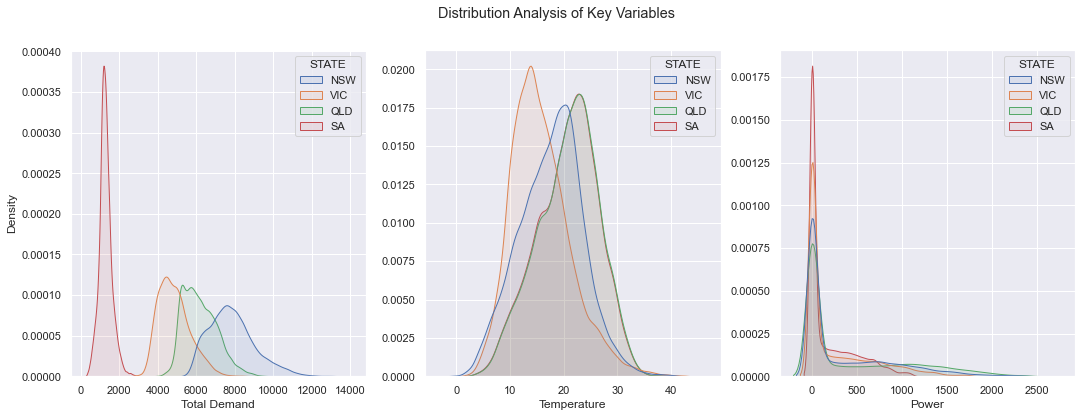 Distribution Analysis of Key Variables
Density
0.00040
0.00035
0.00030
0.00025
0.00020
0.00015
0.00010
0.00005
0.00000
STATE
NSW
VIC
QLD
SA
0 2000 4000 6000 8000 10000 12000 14000
Total Demand
0.0200
0.0175
0.0150
0.0125
0.0100
0.0075
0.0050
0.0025
0.0000
STATE
NSW
VIC
QLD
SA
0 10 20 30 40
Temperature
0.00175
0.00150
0.00125
0.00100
0.00075
0.00050
0.00025
0.00000
STATE
NSW
VIC
QLD
SA
0 500 1000 1500 2000 2500
Power